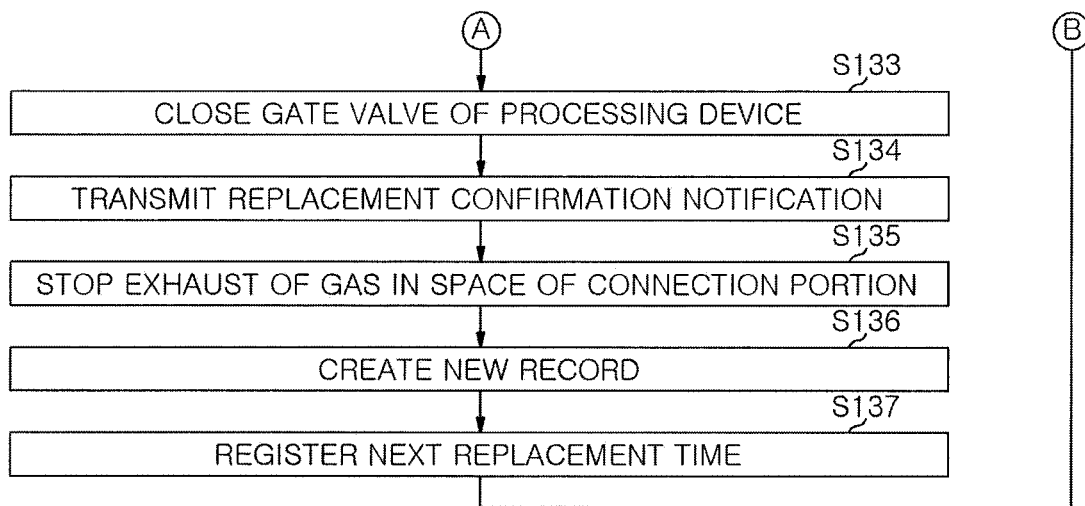 A
B
S133
CLOSE GATE VALVE OF PROCESSING DEVICE
S134
TRANSMIT REPLACEMENT CONFIRMATION NOTIFICATION
S135
STOP EXHAUST OF GAS IN SPACE OF CONNECTION PORTION
S136
CREATE NEW RECORD
S137
REGISTER NEXT REPLACEMENT TIME